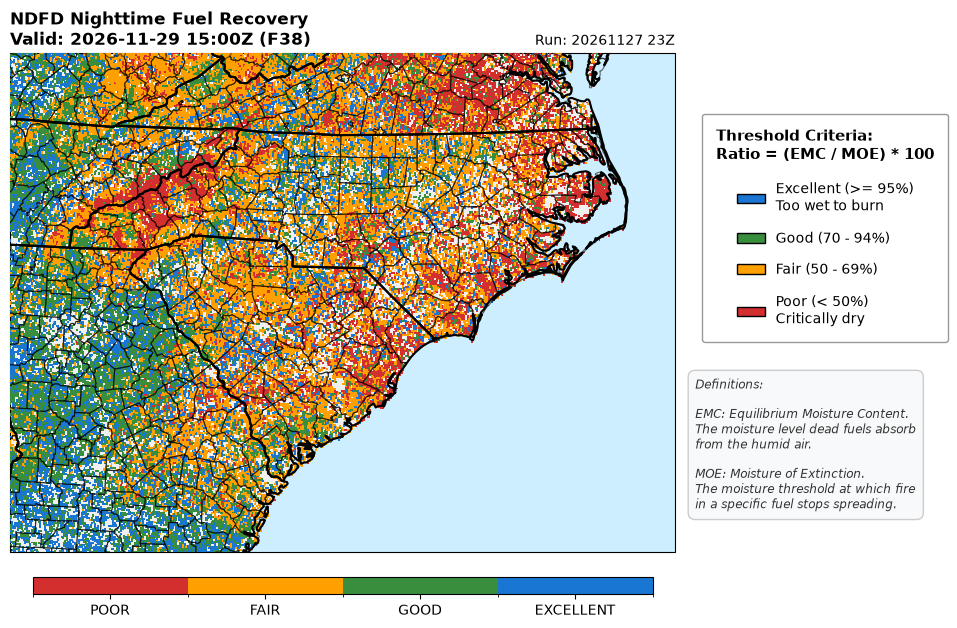 NDFD Nighttime Fuel Recovery
Valid: 2026-11-29 15:00Z (F38)
Run: 20261127 23Z
Threshold Criteria:
Ratio = (EMC / MOE) * 100
Excellent (>= 95%)
Too wet to burn
Good (70 - 94%)
Fair (50 - 69%)
Poor (< 50%)
Critically dry
Definitions:
EMC: Equilibrium Moisture Content.
The moisture level dead fuels absorb
from the humid air.
MOE: Moisture of Extinction.
The moisture threshold at which fire
in a specific fuel stops spreading.
POOR
FAIR
GOOD
EXCELLENT